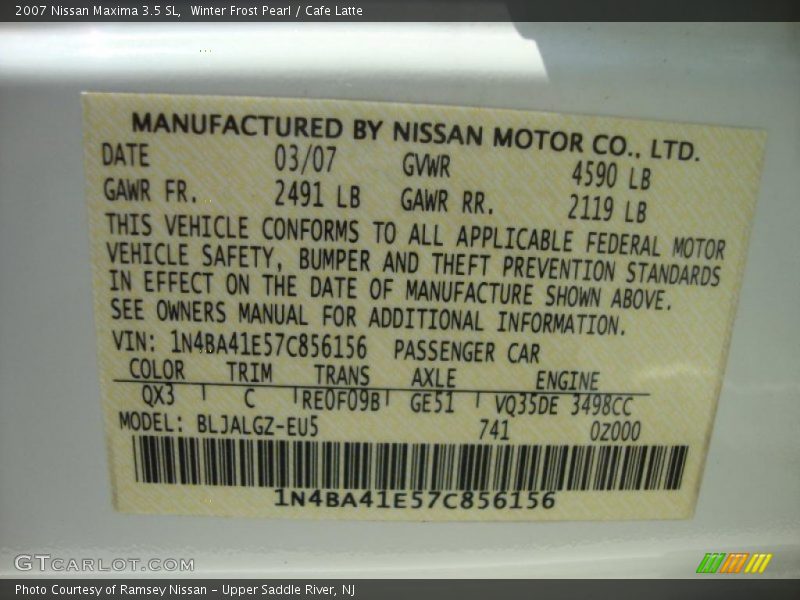 2007 Nissan Maxima 3.5 SL, Winter Frost Pearl / Cafe Latte
MANUFACTURED BY NISSAN MOTOR CO., LTD.
DATE 03/07 GVWR 4590 LB
GAWR FR. 2491 LB GAWR RR. 2119 LB
THIS VEHICLE CONFORMS TO ALL APPLICABLE FEDERAL MOTOR
VEHICLE SAFETY, BUMPER AND THEFT PREVENTION STANDARDS
IN EFFECT ON THE DATE OF MANUFACTURE SHOWN ABOVE.
SEE OWNERS MANUAL FOR ADDITIONAL INFORMATION.
VIN: 1N4BA41E57C856156 PASSENGER CAR
COLOR TRIM TRANS AXLE ENGINE
QX3 C RE0F09B GE51 VQ35DE 3498CC
MODEL: BLJALGZ-EU5 741 0Z000
1N4BA41E57C856156
GTCARLOT.COM
Photo Courtesy of Ramsey Nissan - Upper Saddle River, NJ